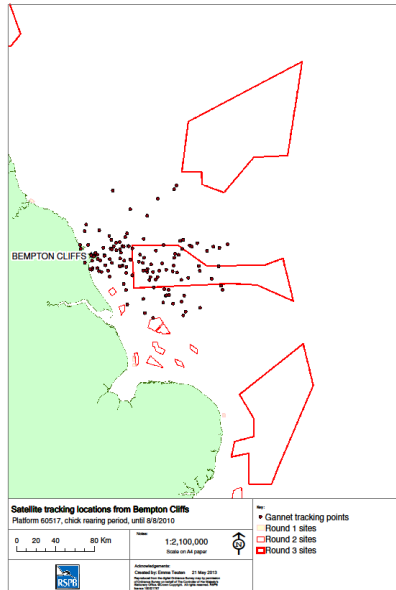 BEMPTON CLIFFS
Satellite tracking locations from Bempton Cliffs
Platform 60517, chick rearing period, until 8/8/2010
0 20 40 80 Km
Notes:
1:2,100,000
Scale on A4 paper
N
RSPB
Acknowledgements:
Created by: Emma Teuten 21 May 2013
Key:
Gannet tracking points
Round 1 sites
Round 2 sites
Round 3 sites